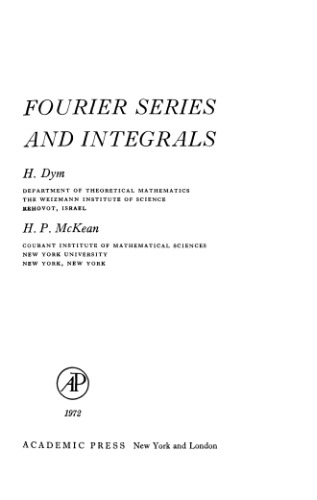 FOURIER SERIES
AND INTEGRALS
H. Dym
DEPARTMENT OF THEORETICAL MATHEMATICS
THE WEIZMANN INSTITUTE OF SCIENCE
REHOVOT, ISRAEL
H. P. McKean
COURANT INSTITUTE OF MATHEMATICAL SCIENCES
NEW YORK UNIVERSITY
NEW YORK, NEW YORK
AP
1972
ACADEMIC PRESS New York and London